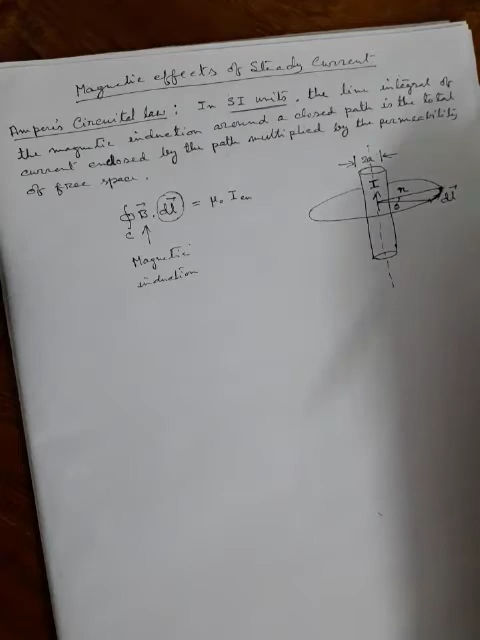 Magnetic effects of Steady Current
Ampere's Circuital Law: In SI units, the line integral of
the magnetic induction around a closed path is the total
current enclosed by the path multiplied by the permeability
of free space.
∮ B⃗ . dl⃗ = μ₀ I en
C
Magnetic
induction
2a
I
r
dl⃗